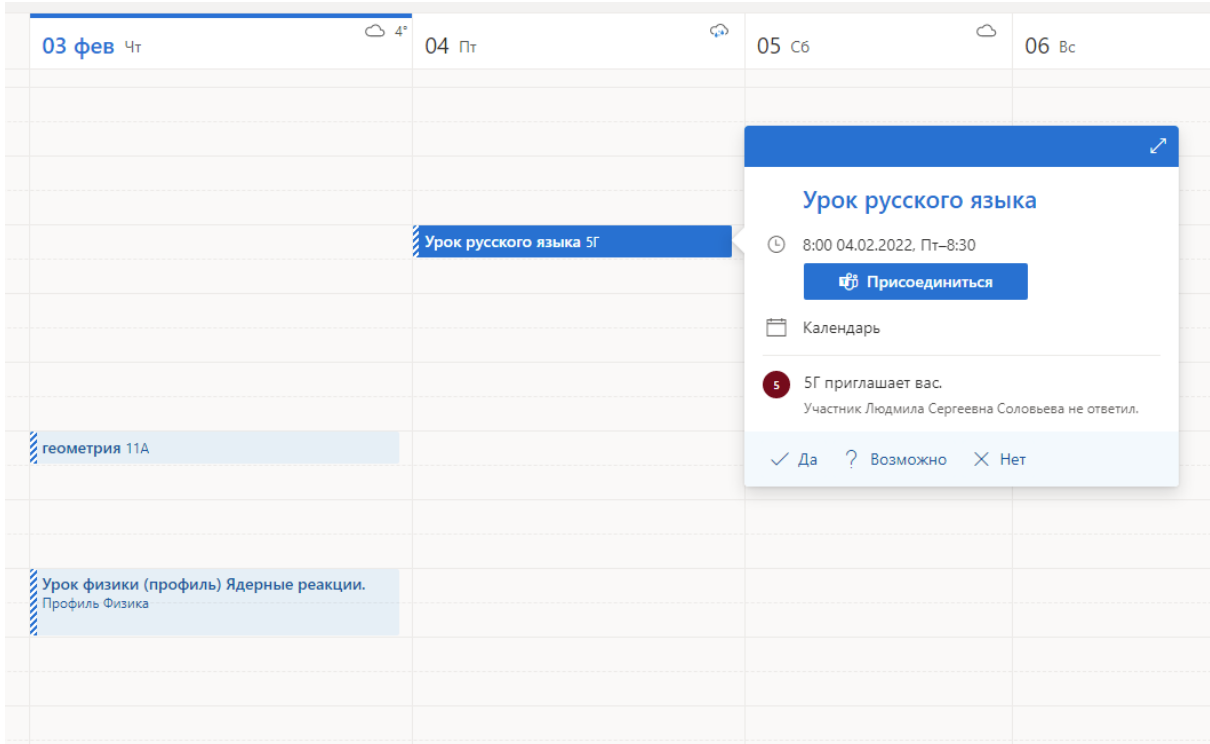 03 фев Чт
4°
04 Пт
05 Сб
06 Вс
Урок русского языка
Урок русского языка 5Г
8:00 04.02.2022, Пт–8:30
Присоединиться
Календарь
5
5Г приглашает вас.
Участник Людмила Сергеевна Соловьева не ответил.
геометрия 11А
Да
? Возможно
Нет
Урок физики (профиль) Ядерные реакции.
Профиль Физика